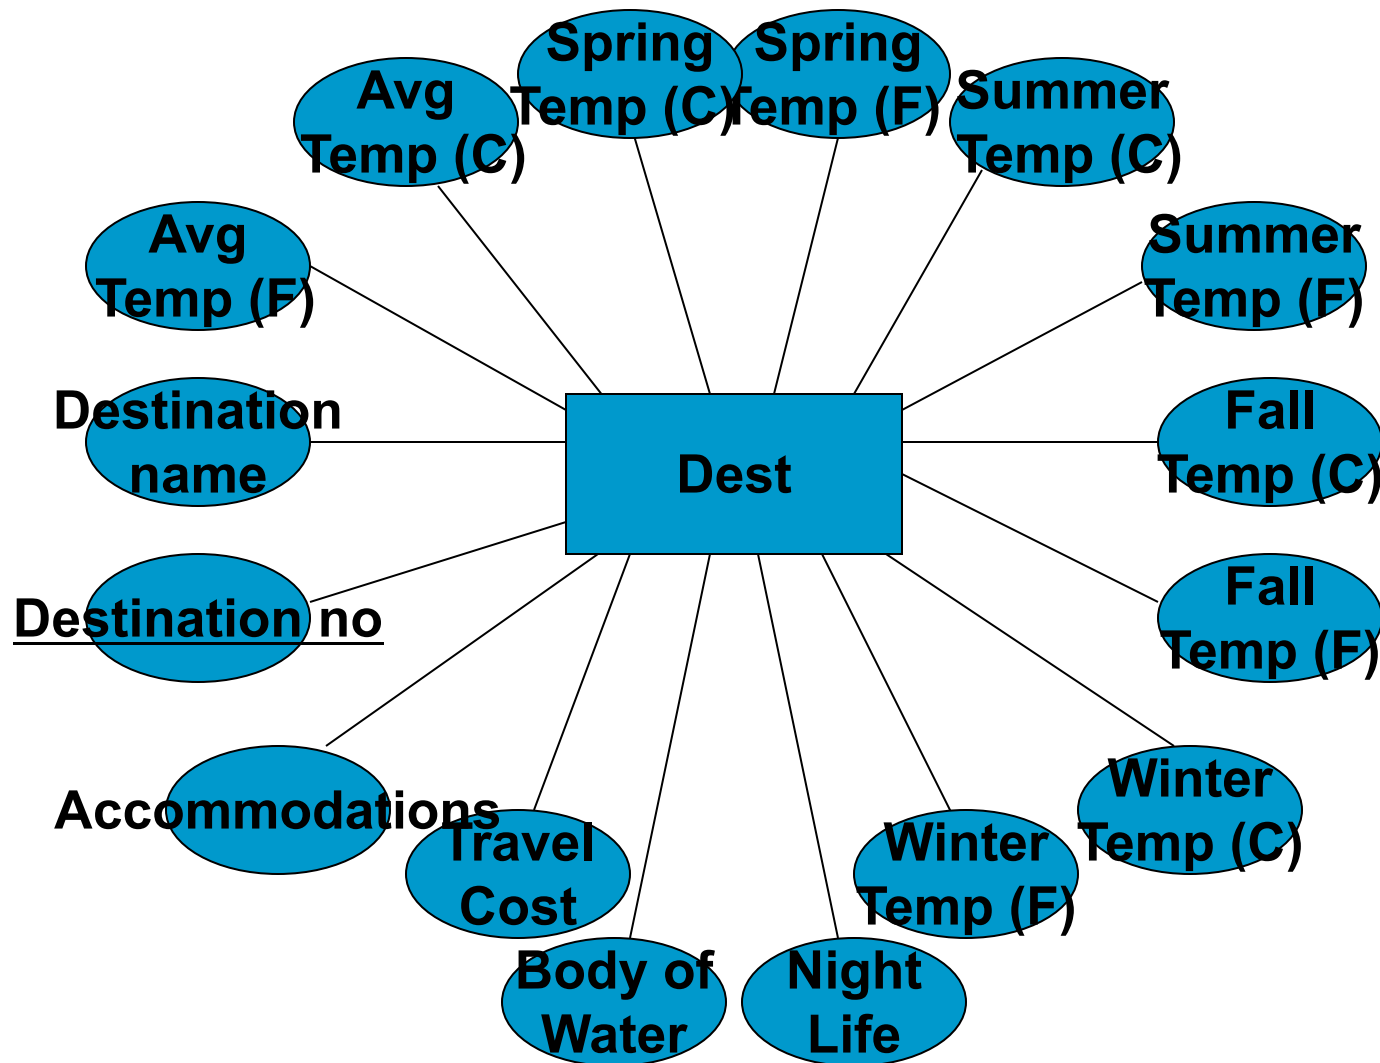 Spring
Temp (C)
Spring
Temp (F)
Avg
Temp (C)
Summer
Temp (C)
Avg
Temp (F)
Summer
Temp (F)
Destination
name
Dest
Fall
Temp (C)
Destination no
Fall
Temp (F)
Accommodations
Winter
Temp (C)
Travel
Cost
Winter
Temp (F)
Body of
Water
Night
Life